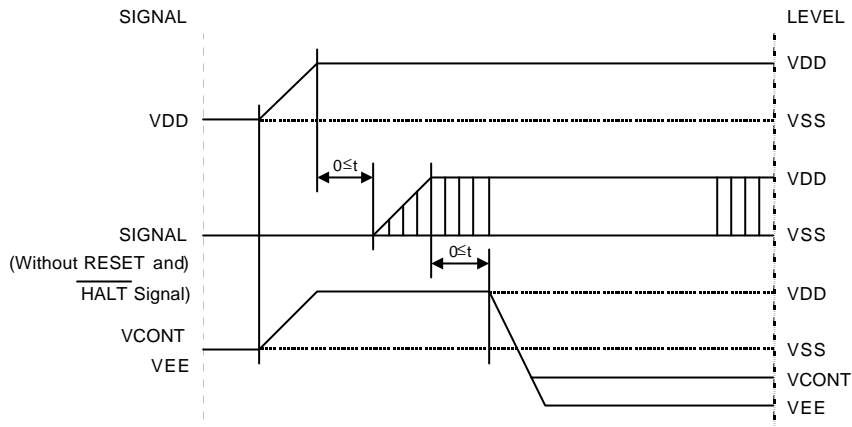 SIGNAL LEVEL
VDD
VDD VSS
0≤t
VDD
SIGNAL VSS
(Without RESET and)
0≤t
HALT Signal) VDD
VCONT
VSS
VEE
VCONT
VEE